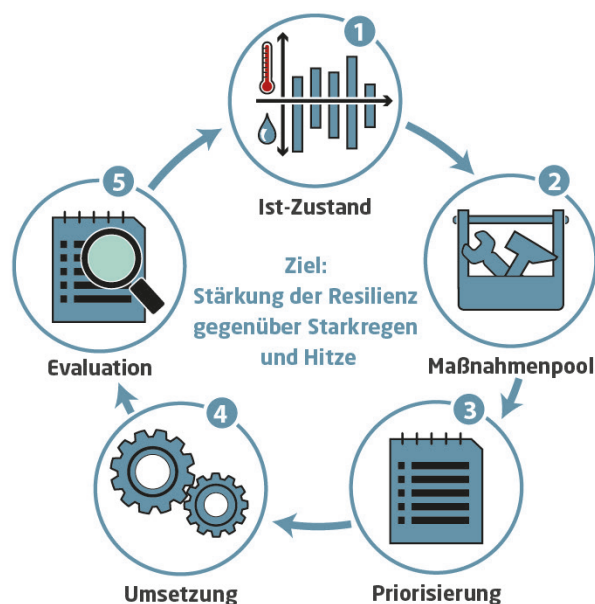 1
Ist-Zustand
2
Maßnahmenpool
3
Priorisierung
4
Umsetzung
5
Evaluation
Ziel:
Stärkung der Resilienz
gegenüber Starkregen
und Hitze